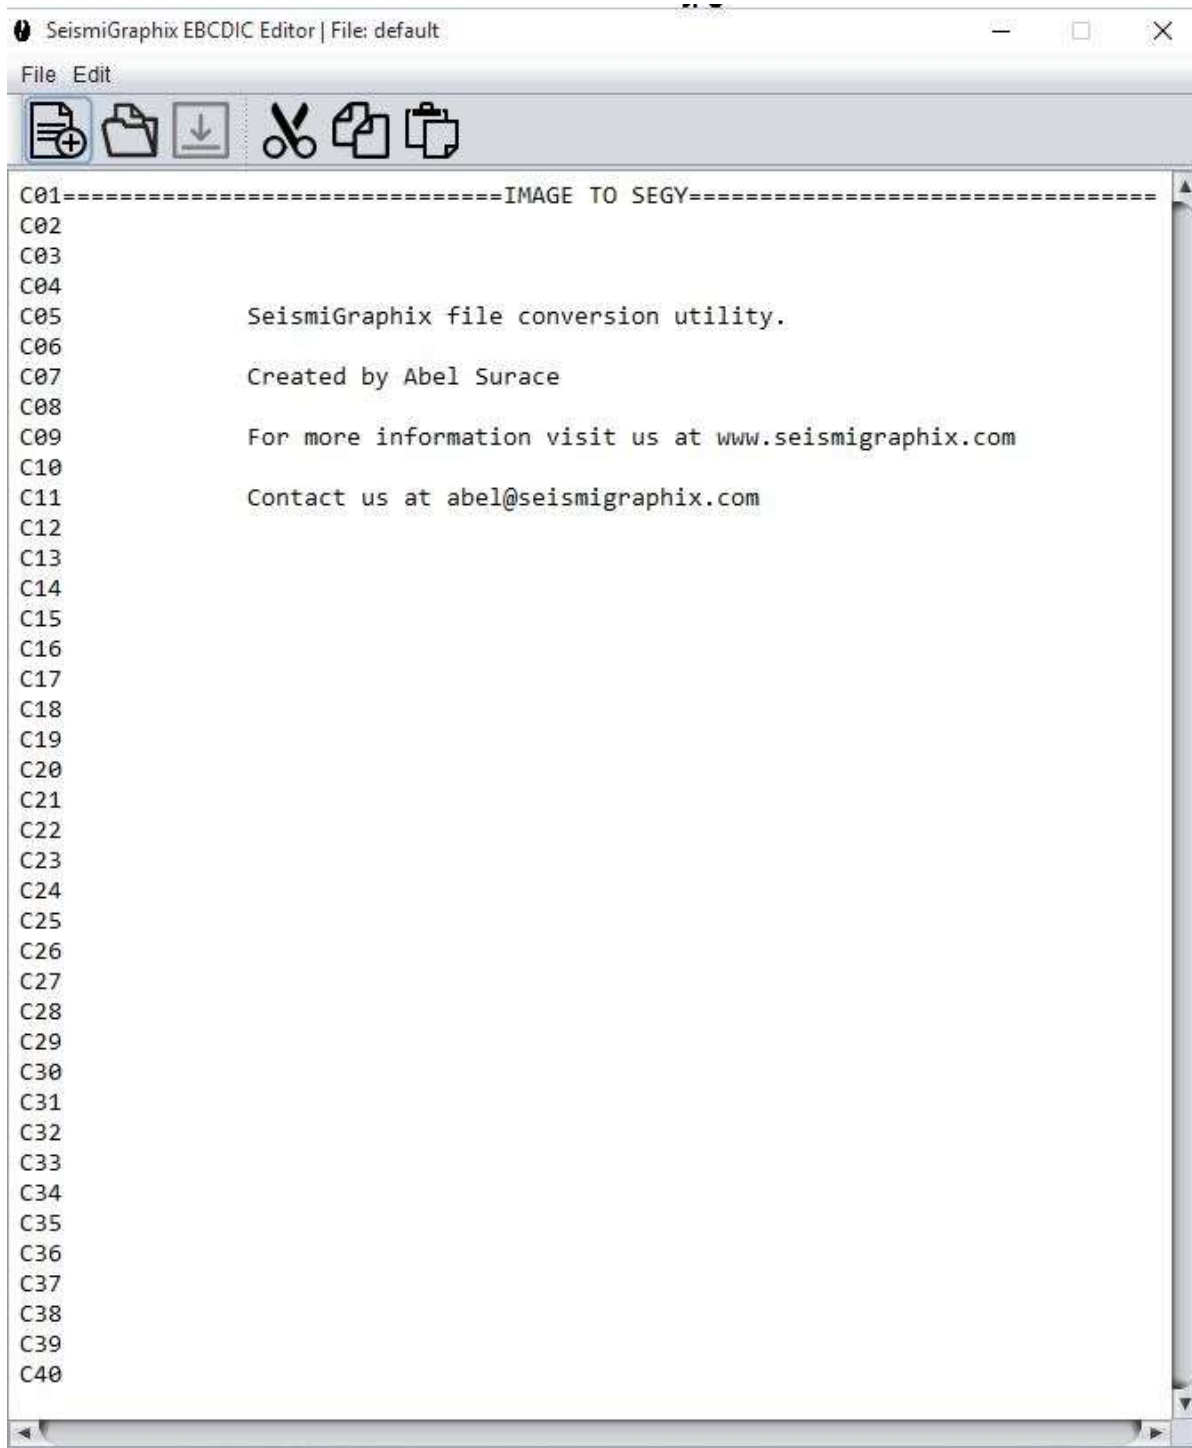 SeismiGraphix EBCDIC Editor | File: default
File Edit
C01===============================IMAGE TO SEGY=================================
C02
C03
C04
C05             SeismiGraphix file conversion utility.
C06
C07             Created by Abel Surace
C08
C09             For more information visit us at www.seismigraphix.com
C10
C11             Contact us at abel@seismigraphix.com
C12
C13
C14
C15
C16
C17
C18
C19
C20
C21
C22
C23
C24
C25
C26
C27
C28
C29
C30
C31
C32
C33
C34
C35
C36
C37
C38
C39
C40